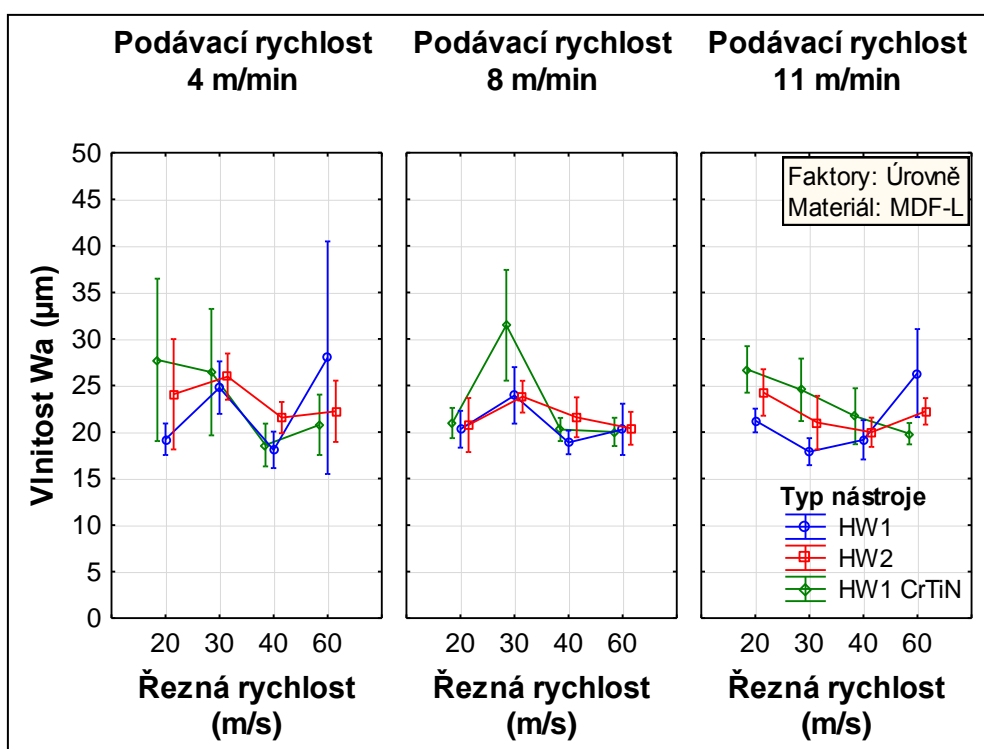 Podávací rychlost
4 m/min
Podávací rychlost
8 m/min
Podávací rychlost
11 m/min
Faktory: Úrovně
Materiál: MDF-L
Vlnitost Wa (µm)
50
45
40
35
30
25
20
15
10
5
0
Typ nástroje
HW1
HW2
HW1 CrTiN
20 30 40 60
20 30 40 60
20 30 40 60
Řezná rychlost
(m/s)
Řezná rychlost
(m/s)
Řezná rychlost
(m/s)